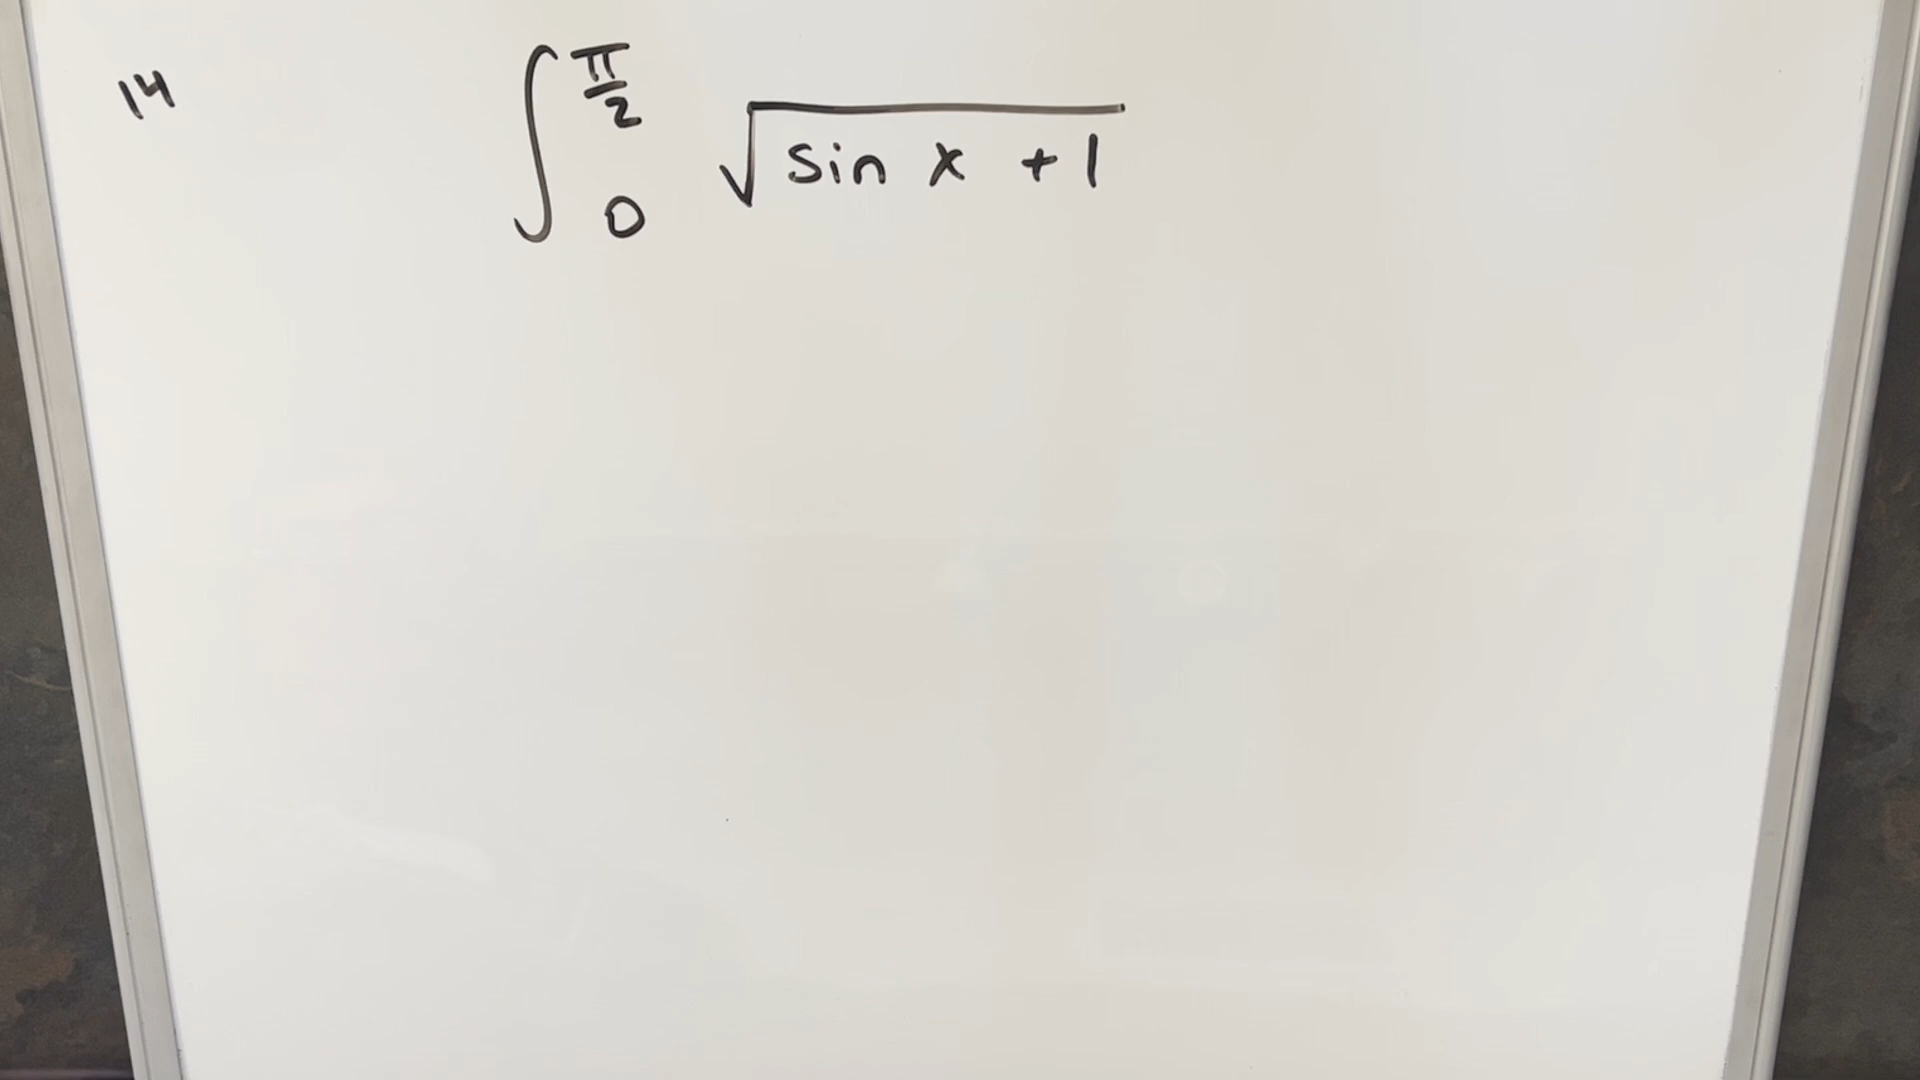 14
∫₀^(π/2) √(sin x + 1)